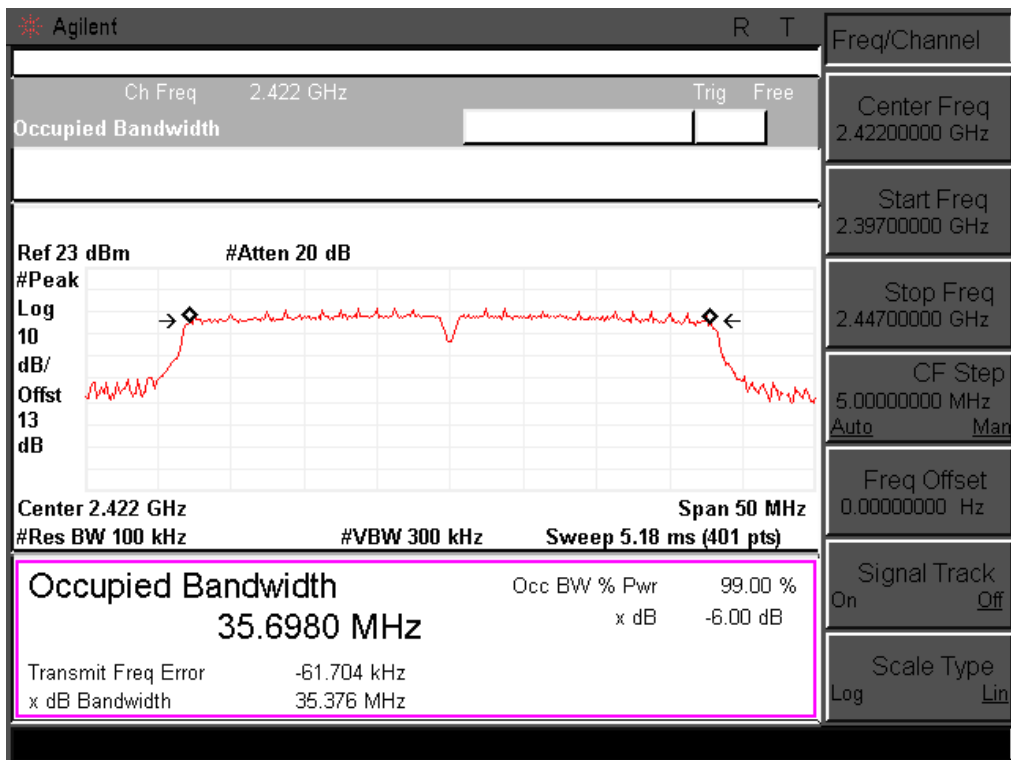 Agilent R T
Ch Freq 2.422 GHz Trig Free
Occupied Bandwidth
Ref 23 dBm #Atten 20 dB
#Peak
Log
10
dB/
Offst
13
dB
Center 2.422 GHz Span 50 MHz
#Res BW 100 kHz #VBW 300 kHz Sweep 5.18 ms (401 pts)
Occupied Bandwidth
35.6980 MHz
Occ BW % Pwr 99.00 %
x dB -6.00 dB
Transmit Freq Error -61.704 kHz
x dB Bandwidth 35.376 MHz
Freq/Channel
Center Freq
2.42200000 GHz
Start Freq
2.39700000 GHz
Stop Freq
2.44700000 GHz
CF Step
5.00000000 MHz
Auto Man
Freq Offset
0.00000000 Hz
Signal Track
On Off
Scale Type
Log Lin